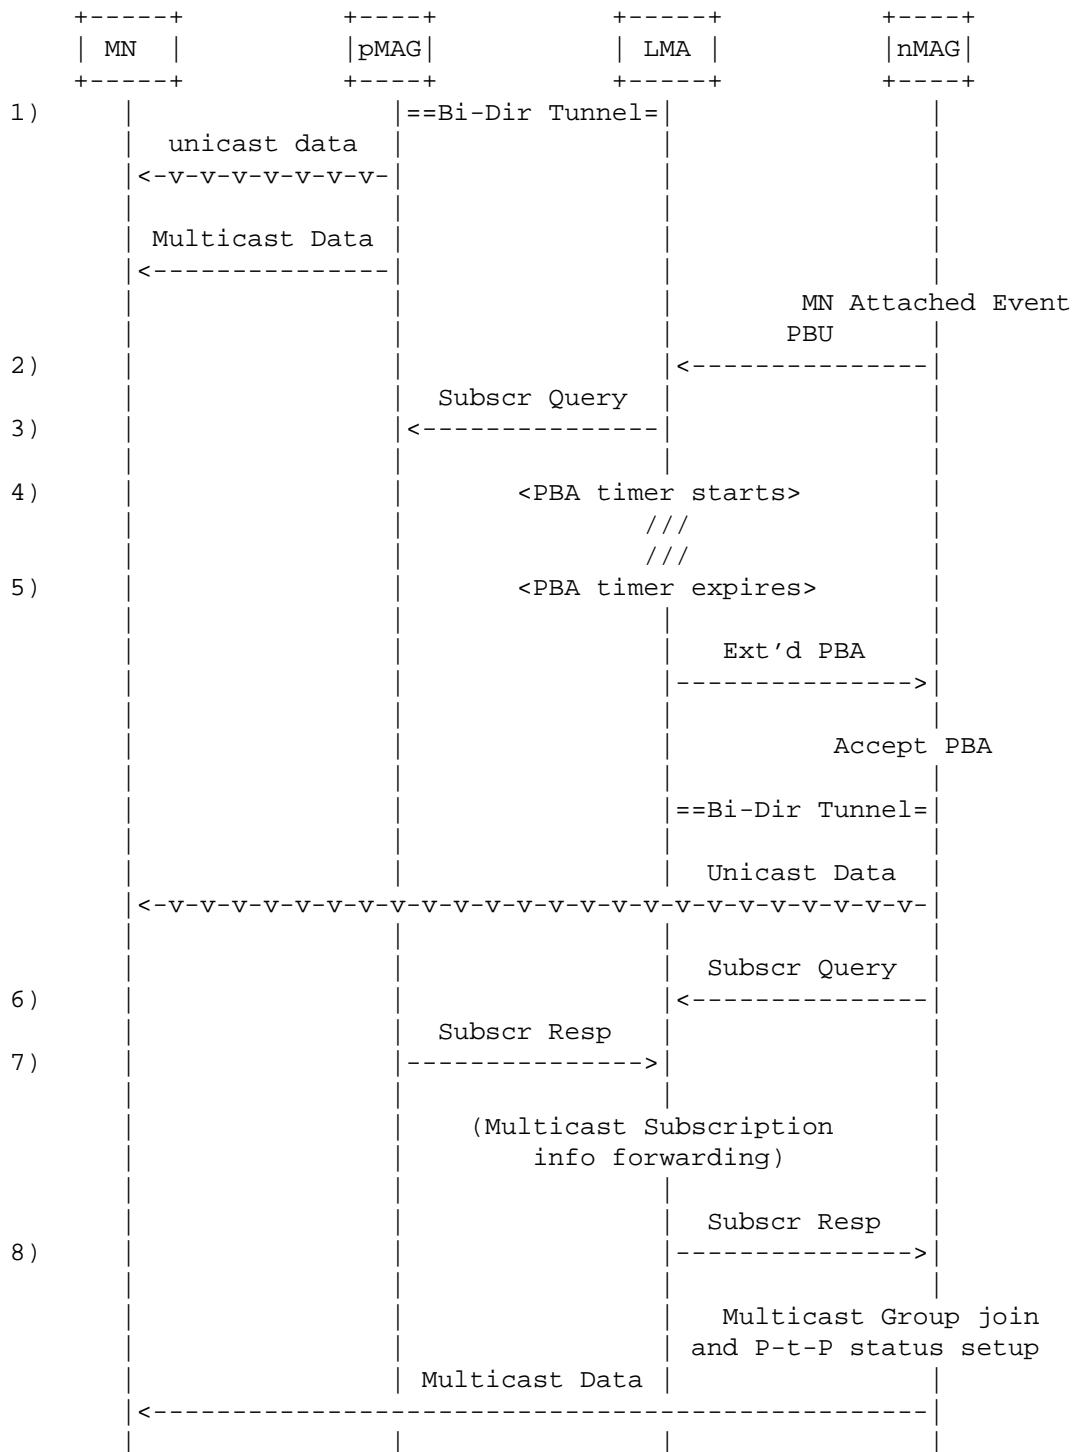 MN pMAG LMA nMAG
1) ==Bi-Dir Tunnel=
unicast data
<-v-v-v-v-v-v-v-
Multicast Data
<---------------
MN Attached Event
PBU
2) <---------------
Subscr Query
3) <---------------
4) <PBA timer starts>
///
///
5) <PBA timer expires>
Ext'd PBA
--------------->
Accept PBA
==Bi-Dir Tunnel=
Unicast Data
<-v-v-v-v-v-v-v-v-v-v-v-v-v-v-v-v-v-v-v-v-v-v-v-v-
Subscr Query
6) <---------------
Subscr Resp
7) --------------->
(Multicast Subscription
info forwarding)
Subscr Resp
8) --------------->
Multicast Group join
and P-t-P status setup
Multicast Data
<-------------------------------------------------